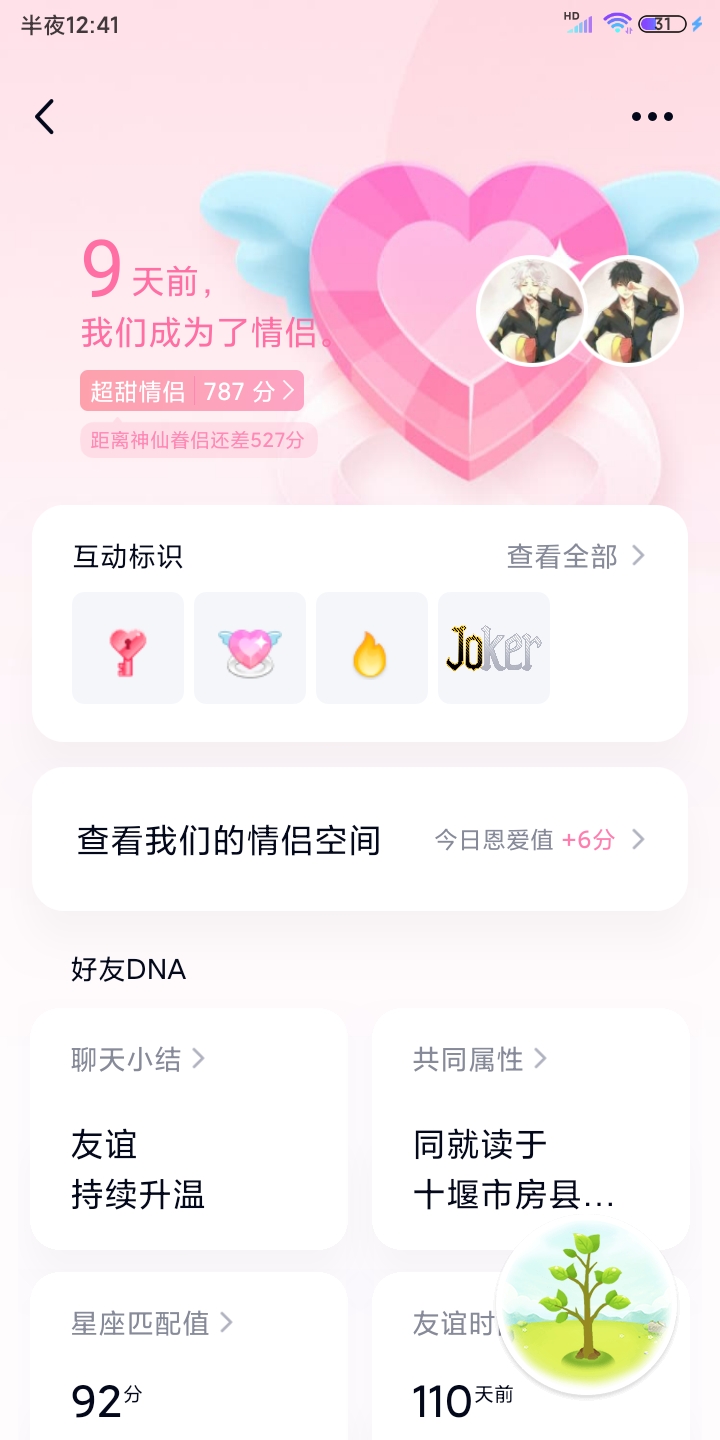 半夜12:41
HD
31
9 天前，
我们成为了情侣。
超甜情侣 787 分
距离神仙眷侣还差527分
互动标识 查看全部
Joker
查看我们的情侣空间 今日恩爱值 +6分
好友DNA
聊天小结 共同属性
友谊 同就读于
持续升温 十堰市房县...
星座匹配值 友谊时
92分 110天前